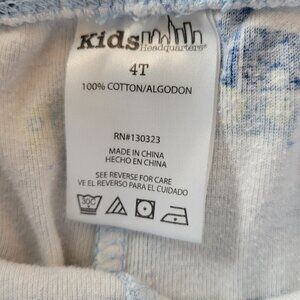 Kids
Headquarters®
4T
100% COTTON/ALGODON
RN#130323
MADE IN CHINA
HECHO EN CHINA
SEE REVERSE FOR CARE
VE EL REVERSO PARA EL CUIDADO
30C